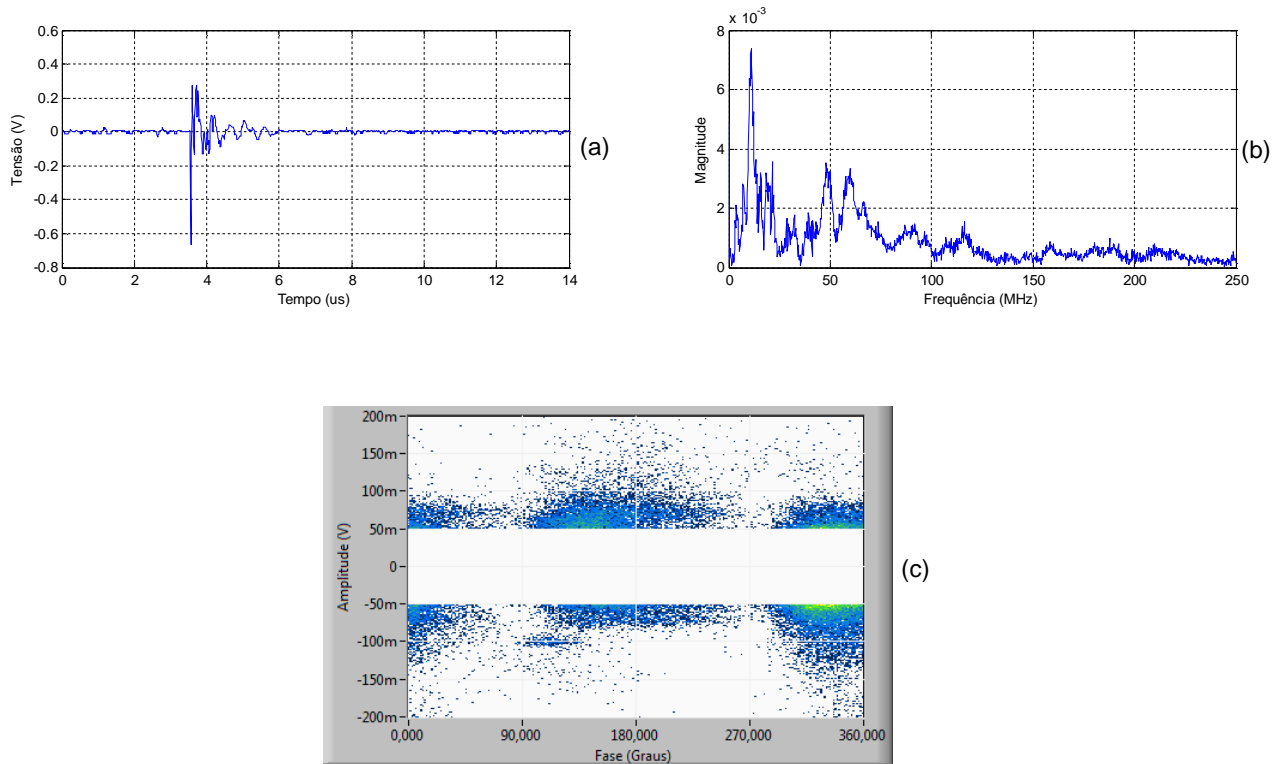 0.6
0.4
0.2
0
-0.2
-0.4
-0.6
-0.8
0 2 4 6 8 10 12 14
Tensão (V)
Tempo (us)
(a)
x 10^-3
8
6
4
2
0
0 50 100 150 200 250
Magnitude
Frequência (MHz)
(b)
200m
150m
100m
50m
0
-50m
-100m
-150m
-200m
0,000 90,000 180,000 270,000 360,000
Amplitude (V)
Fase (Graus)
(c)